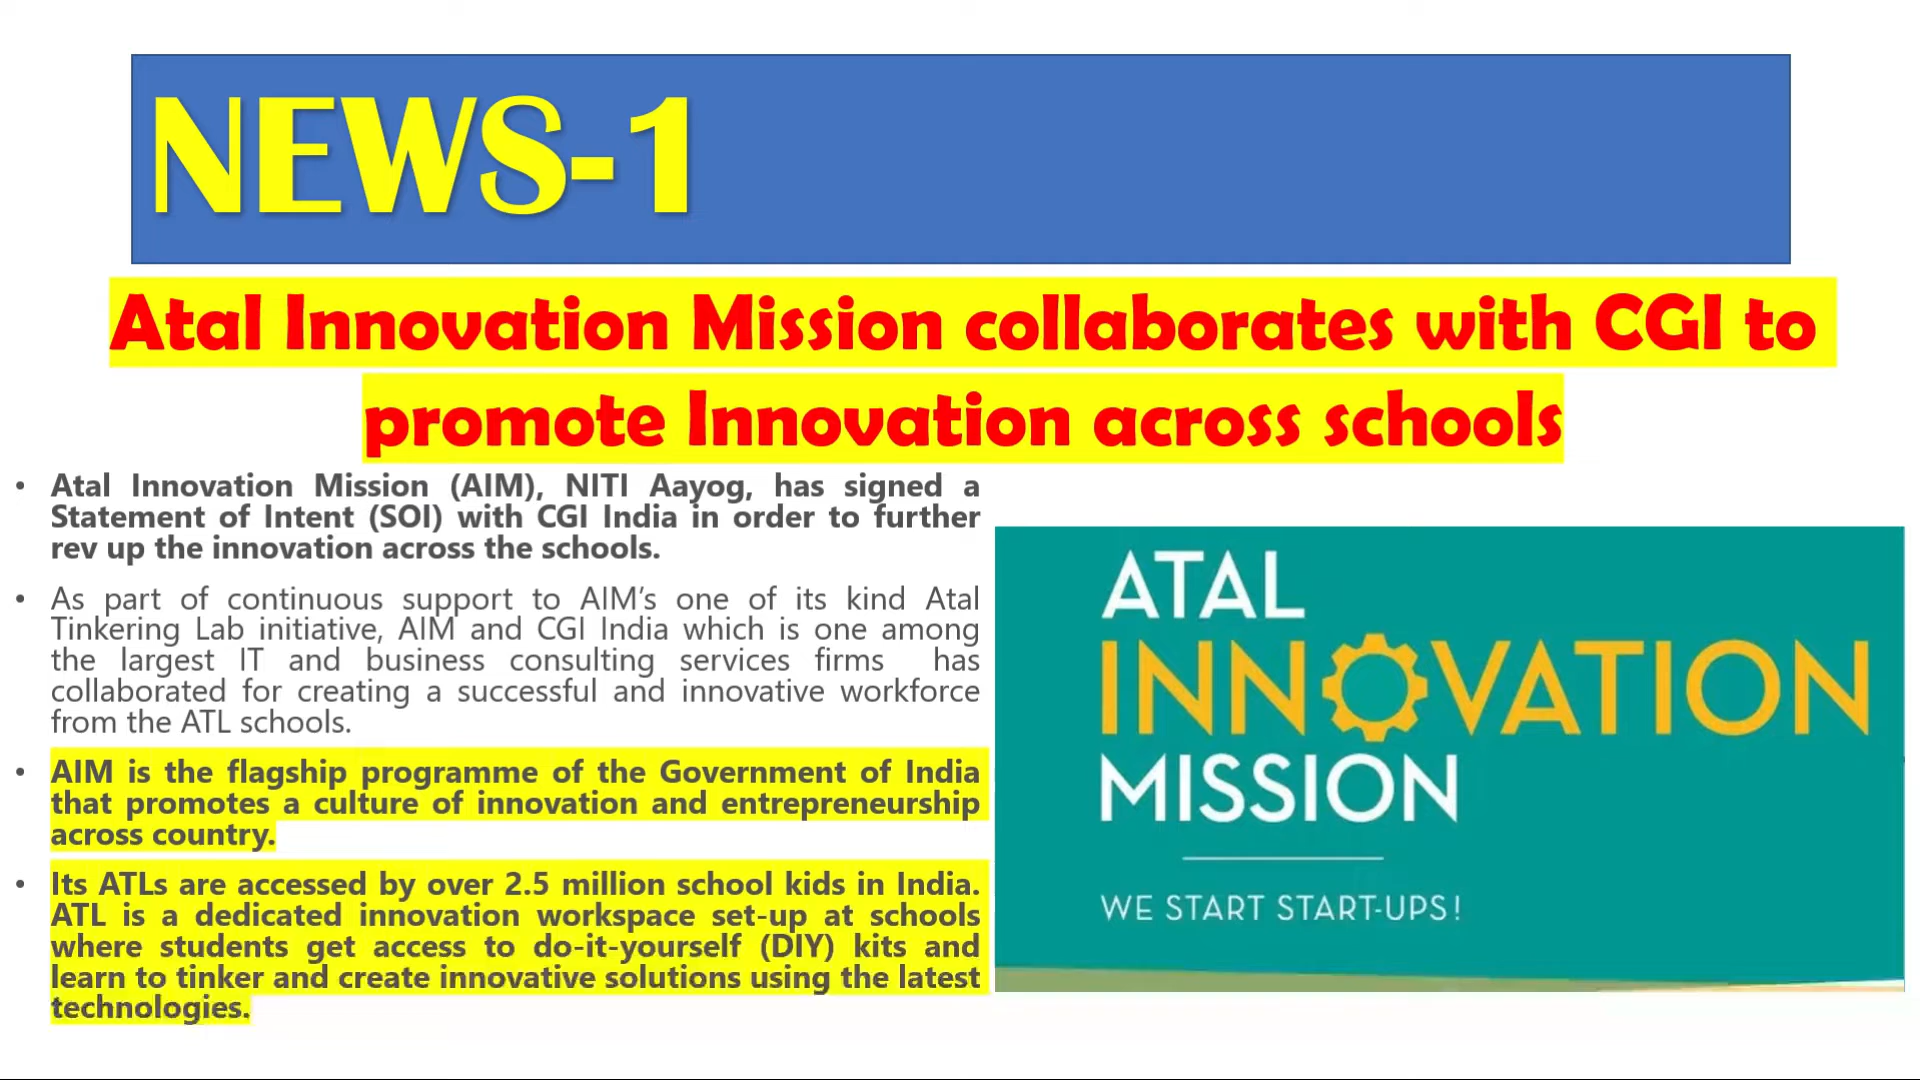 NEWS-1
Atal Innovation Mission collaborates with CGI to
promote Innovation across schools
• Atal Innovation Mission (AIM), NITI Aayog, has signed a
Statement of Intent (SOI) with CGI India in order to further
rev up the innovation across the schools.
• As part of continuous support to AIM’s one of its kind Atal
Tinkering Lab initiative, AIM and CGI India which is one among
the largest IT and business consulting services firms has
collaborated for creating a successful and innovative workforce
from the ATL schools.
• AIM is the flagship programme of the Government of India
that promotes a culture of innovation and entrepreneurship
across country.
• Its ATLs are accessed by over 2.5 million school kids in India.
ATL is a dedicated innovation workspace set-up at schools
where students get access to do-it-yourself (DIY) kits and
learn to tinker and create innovative solutions using the latest
technologies.
ATAL
INNOVATION
MISSION
WE START START-UPS!